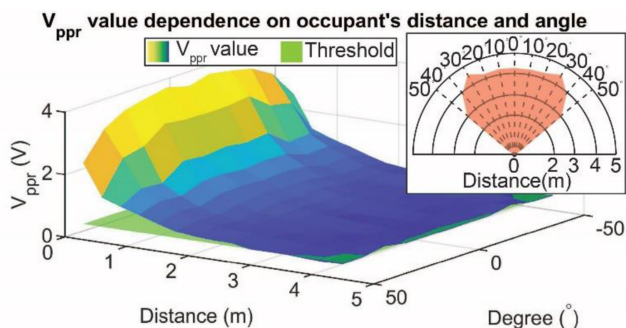 Vppr value dependence on occupant's distance and angle
Vppr value
Threshold
50 40 30 20 10° 0° 10° 20° 30° 40° 50°
0 2 3 4 5
Distance(m)
4
2
0
Vppr (V)
0
1
2
3
4
5
Distance (m)
50
0
-50
Degree (°)